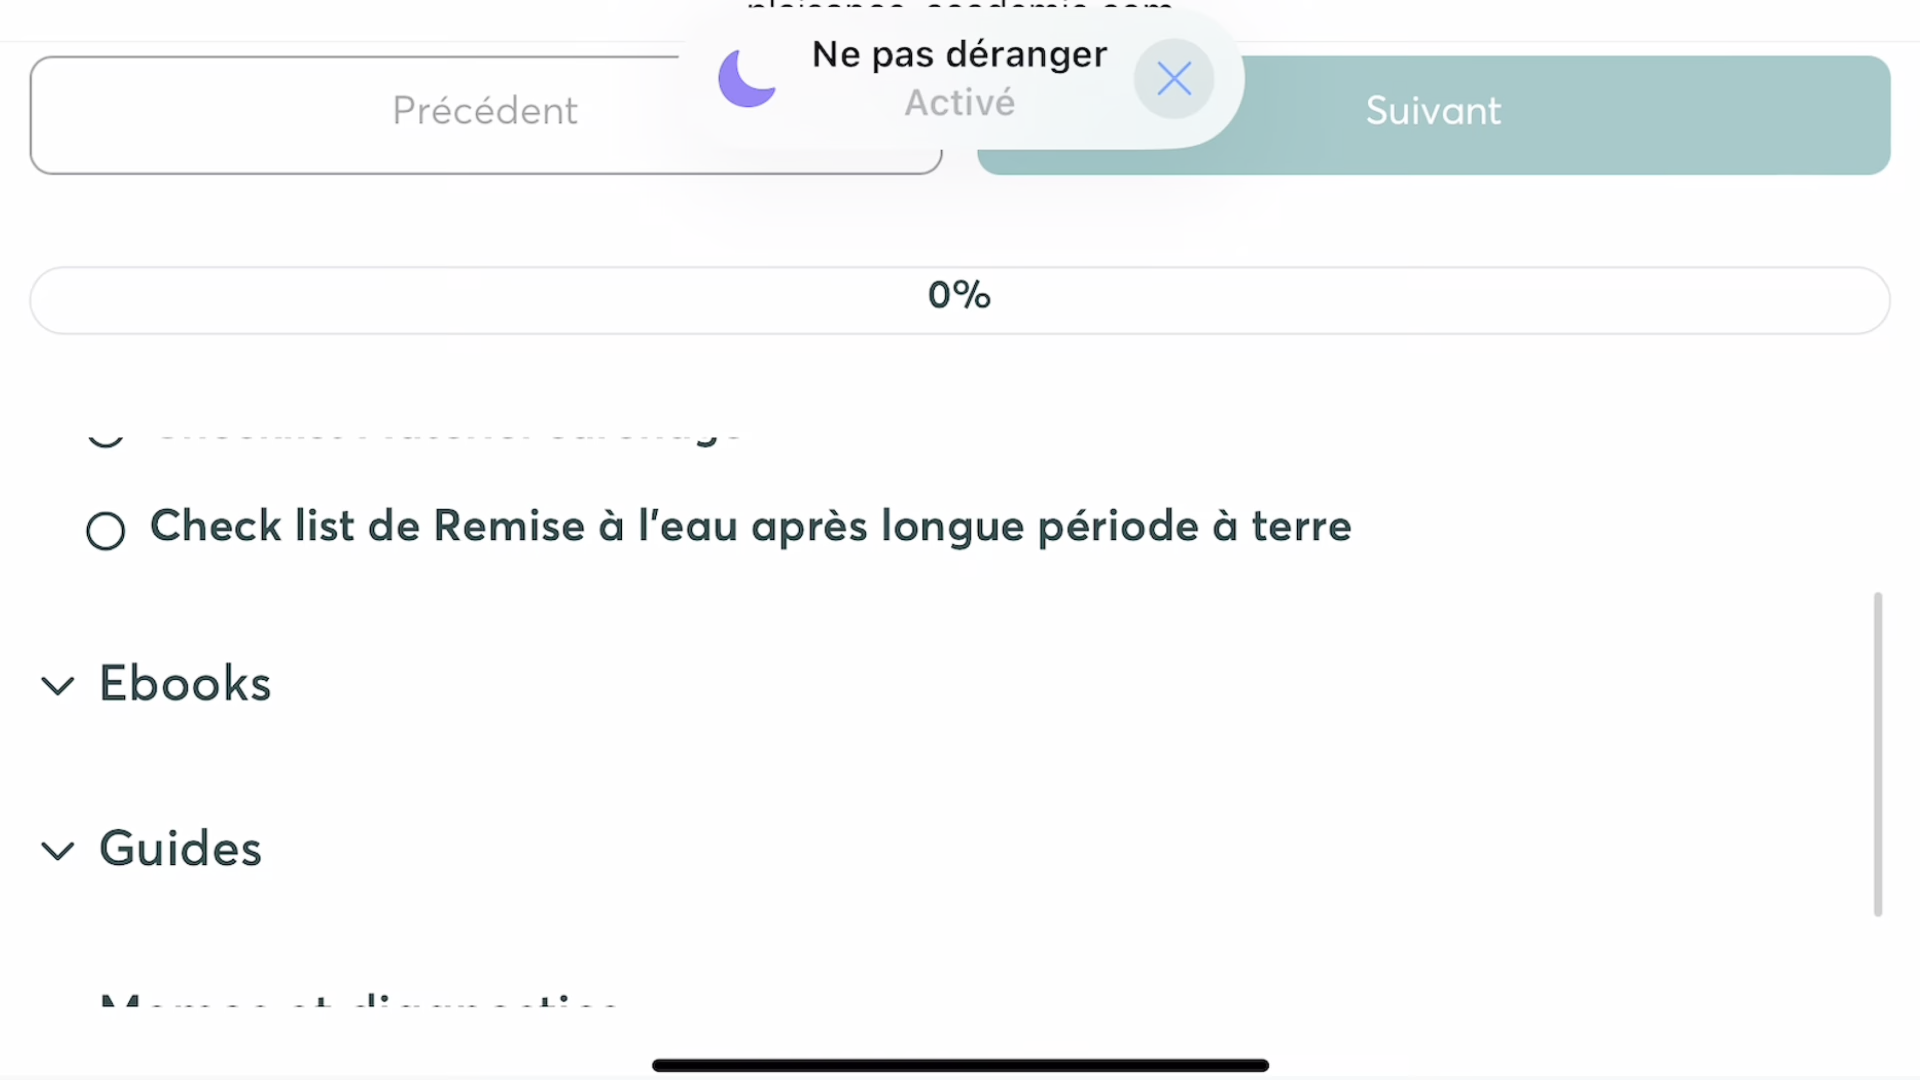 Ne pas déranger
Activé
Précédent
Suivant
0%
Check list de Remise à l'eau après longue période à terre
Ebooks
Guides